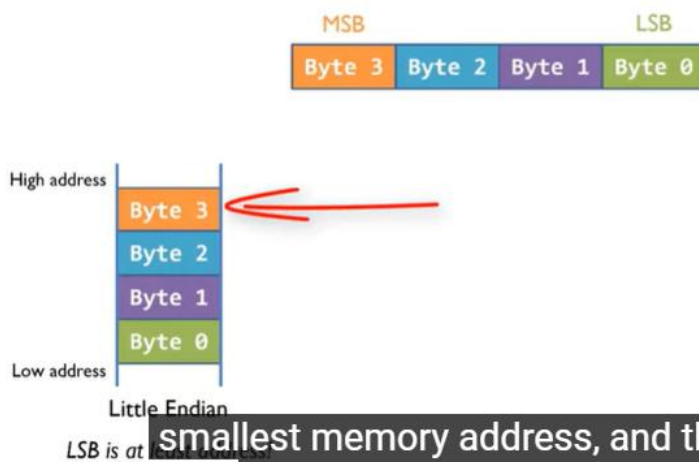 MSB LSB
Byte 3 Byte 2 Byte 1 Byte 0
High address
Byte 3
Byte 2
Byte 1
Byte 0
Low address
Little Endian
LSB is at
smallest memory address, and